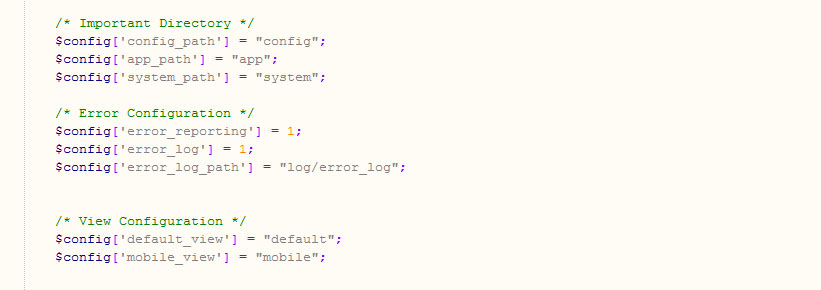 /* Important Directory */
$config['config_path'] = "config";
$config['app_path'] = "app";
$config['system_path'] = "system";
/* Error Configuration */
$config['error_reporting'] = 1;
$config['error_log'] = 1;
$config['error_log_path'] = "log/error_log";
/* View Configuration */
$config['default_view'] = "default";
$config['mobile_view'] = "mobile";